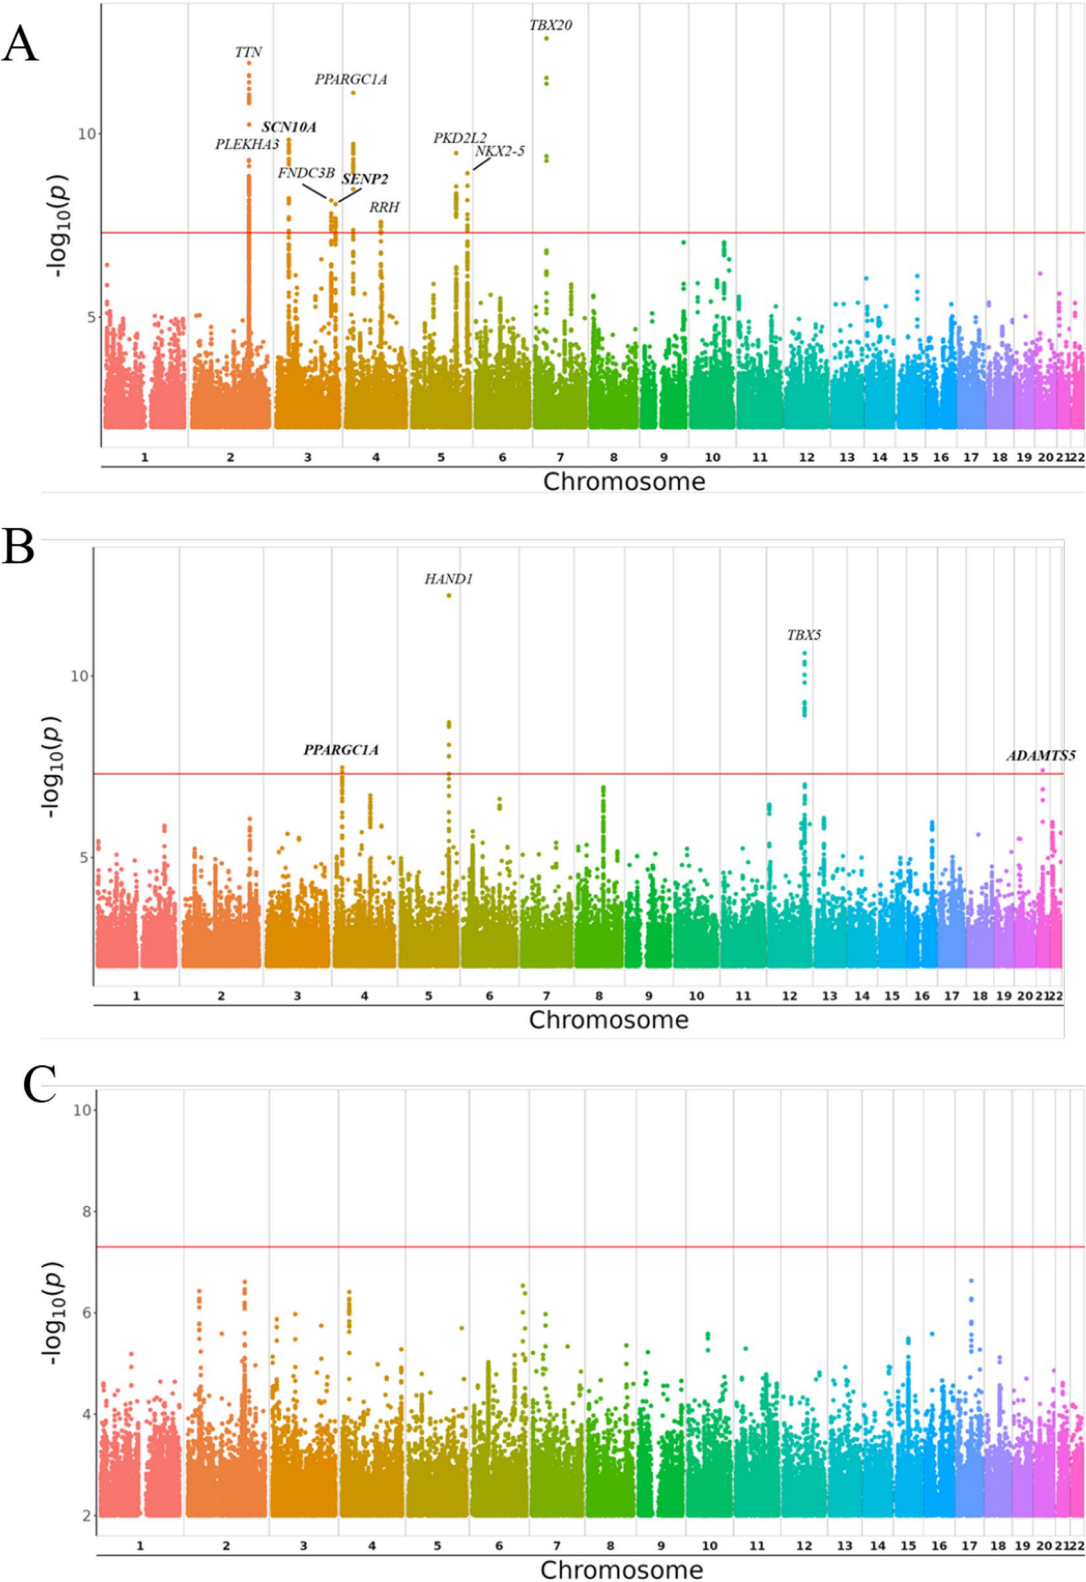 A
TBX20
TTN
PPARGC1A
SCN10A
PKD2L2
PLEKHA3
NKX2-5
FNDC3B
SENP2
RRH
10
5
-log10(p)
1 2 3 4 5 6 7 8 9 10 11 12 13 14 15 16 17 18 19 20 21 22
Chromosome
B
HAND1
TBX5
PPARGC1A
ADAMTS5
10
5
-log10(p)
1 2 3 4 5 6 7 8 9 10 11 12 13 14 15 16 17 18 19 20 21 22
Chromosome
C
10
8
6
4
2
-log10(p)
1 2 3 4 5 6 7 8 9 10 11 12 13 14 15 16 17 18 19 20 21 22
Chromosome